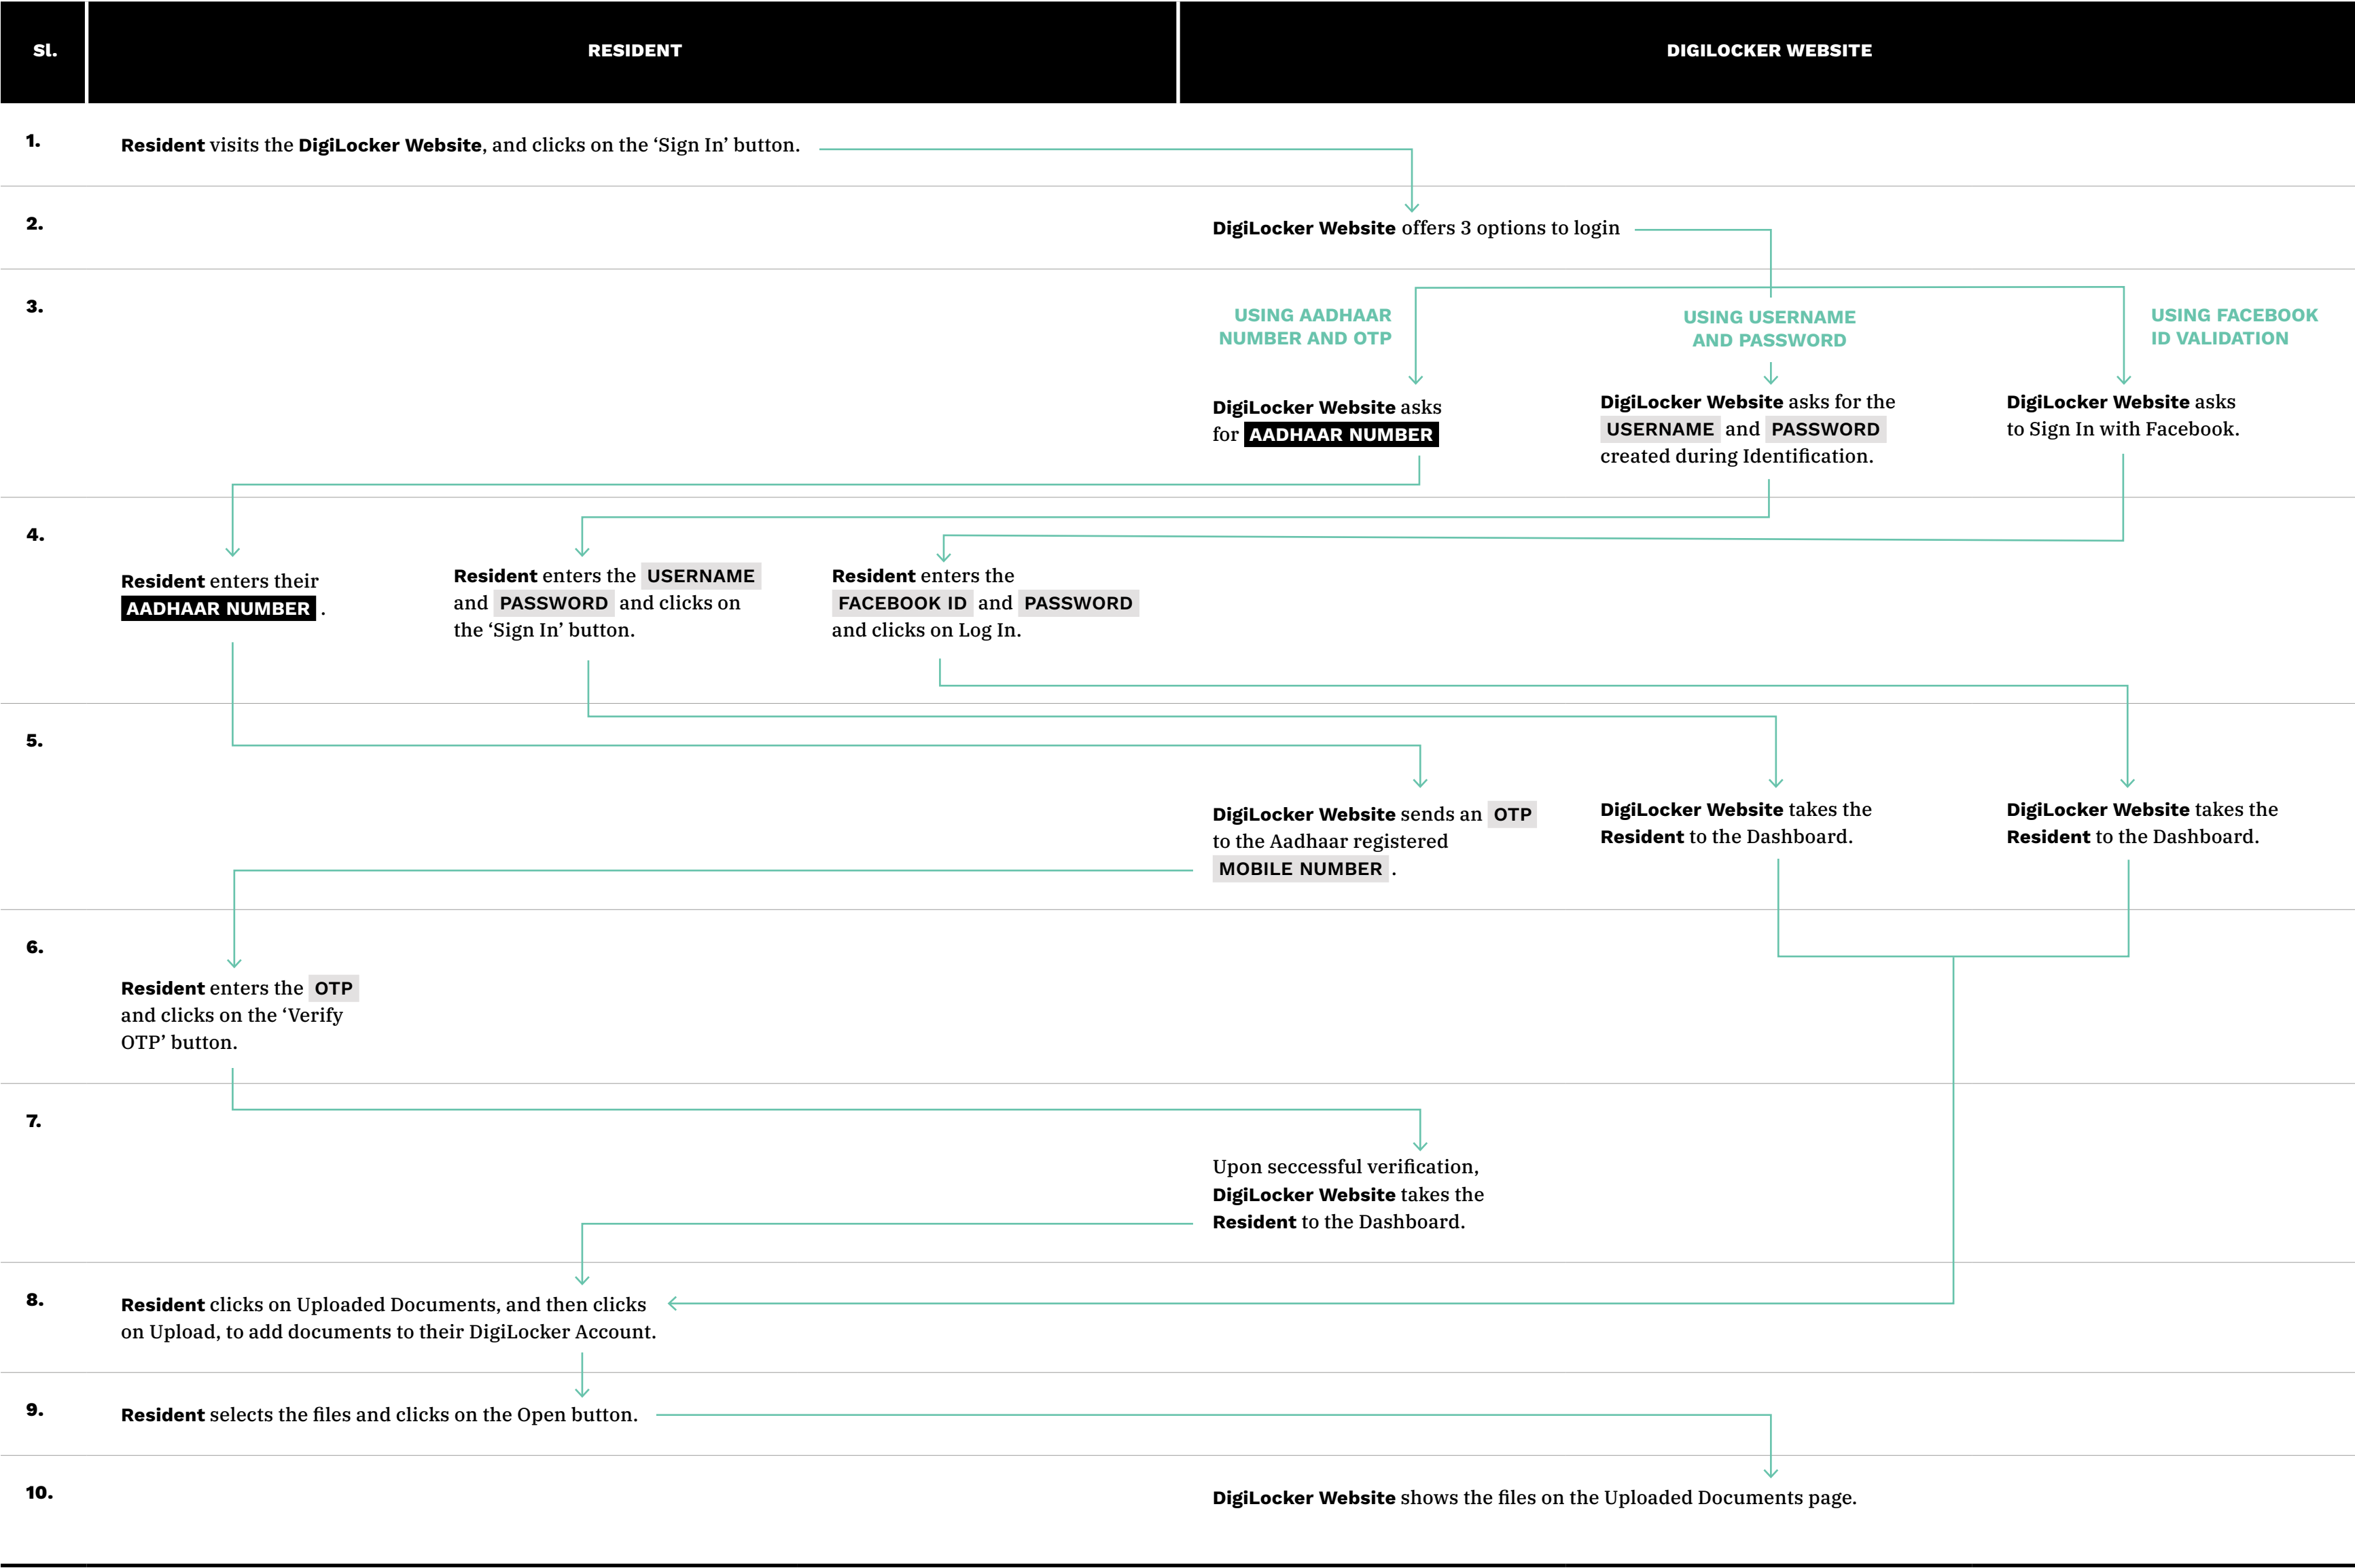 Sl.
RESIDENT
DIGILOCKER WEBSITE
1.
Resident visits the DigiLocker Website, and clicks on the ‘Sign In’ button.
2.
DigiLocker Website offers 3 options to login
3.
USING AADHAAR
NUMBER AND OTP
USING USERNAME
AND PASSWORD
USING FACEBOOK
ID VALIDATION
DigiLocker Website asks
for AADHAAR NUMBER
DigiLocker Website asks for the
USERNAME and PASSWORD
created during Identification.
DigiLocker Website asks
to Sign In with Facebook.
4.
Resident enters their
AADHAAR NUMBER .
Resident enters the USERNAME
and PASSWORD and clicks on
the ‘Sign In’ button.
Resident enters the
FACEBOOK ID and PASSWORD
and clicks on Log In.
5.
DigiLocker Website sends an OTP
to the Aadhaar registered
MOBILE NUMBER .
DigiLocker Website takes the
Resident to the Dashboard.
DigiLocker Website takes the
Resident to the Dashboard.
6.
Resident enters the OTP
and clicks on the ‘Verify
OTP’ button.
7.
Upon seccessful verification,
DigiLocker Website takes the
Resident to the Dashboard.
8.
Resident clicks on Uploaded Documents, and then clicks
on Upload, to add documents to their DigiLocker Account.
9.
Resident selects the files and clicks on the Open button.
10.
DigiLocker Website shows the files on the Uploaded Documents page.